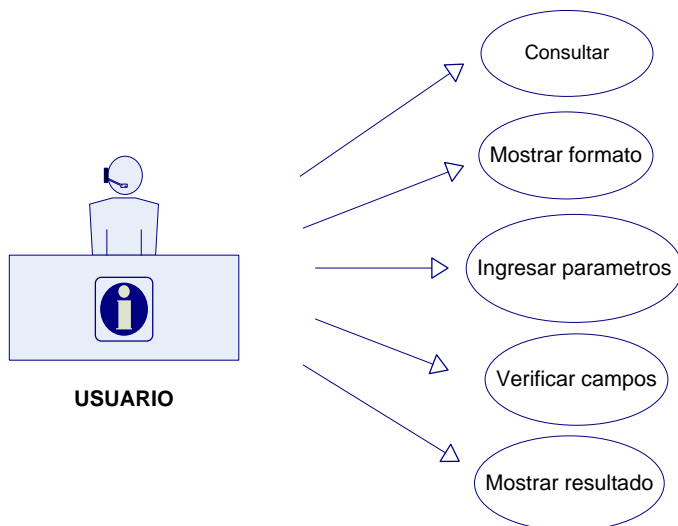 Consultar
Mostrar formato
Ingresar parametros
Verificar campos
Mostrar resultado
USUARIO